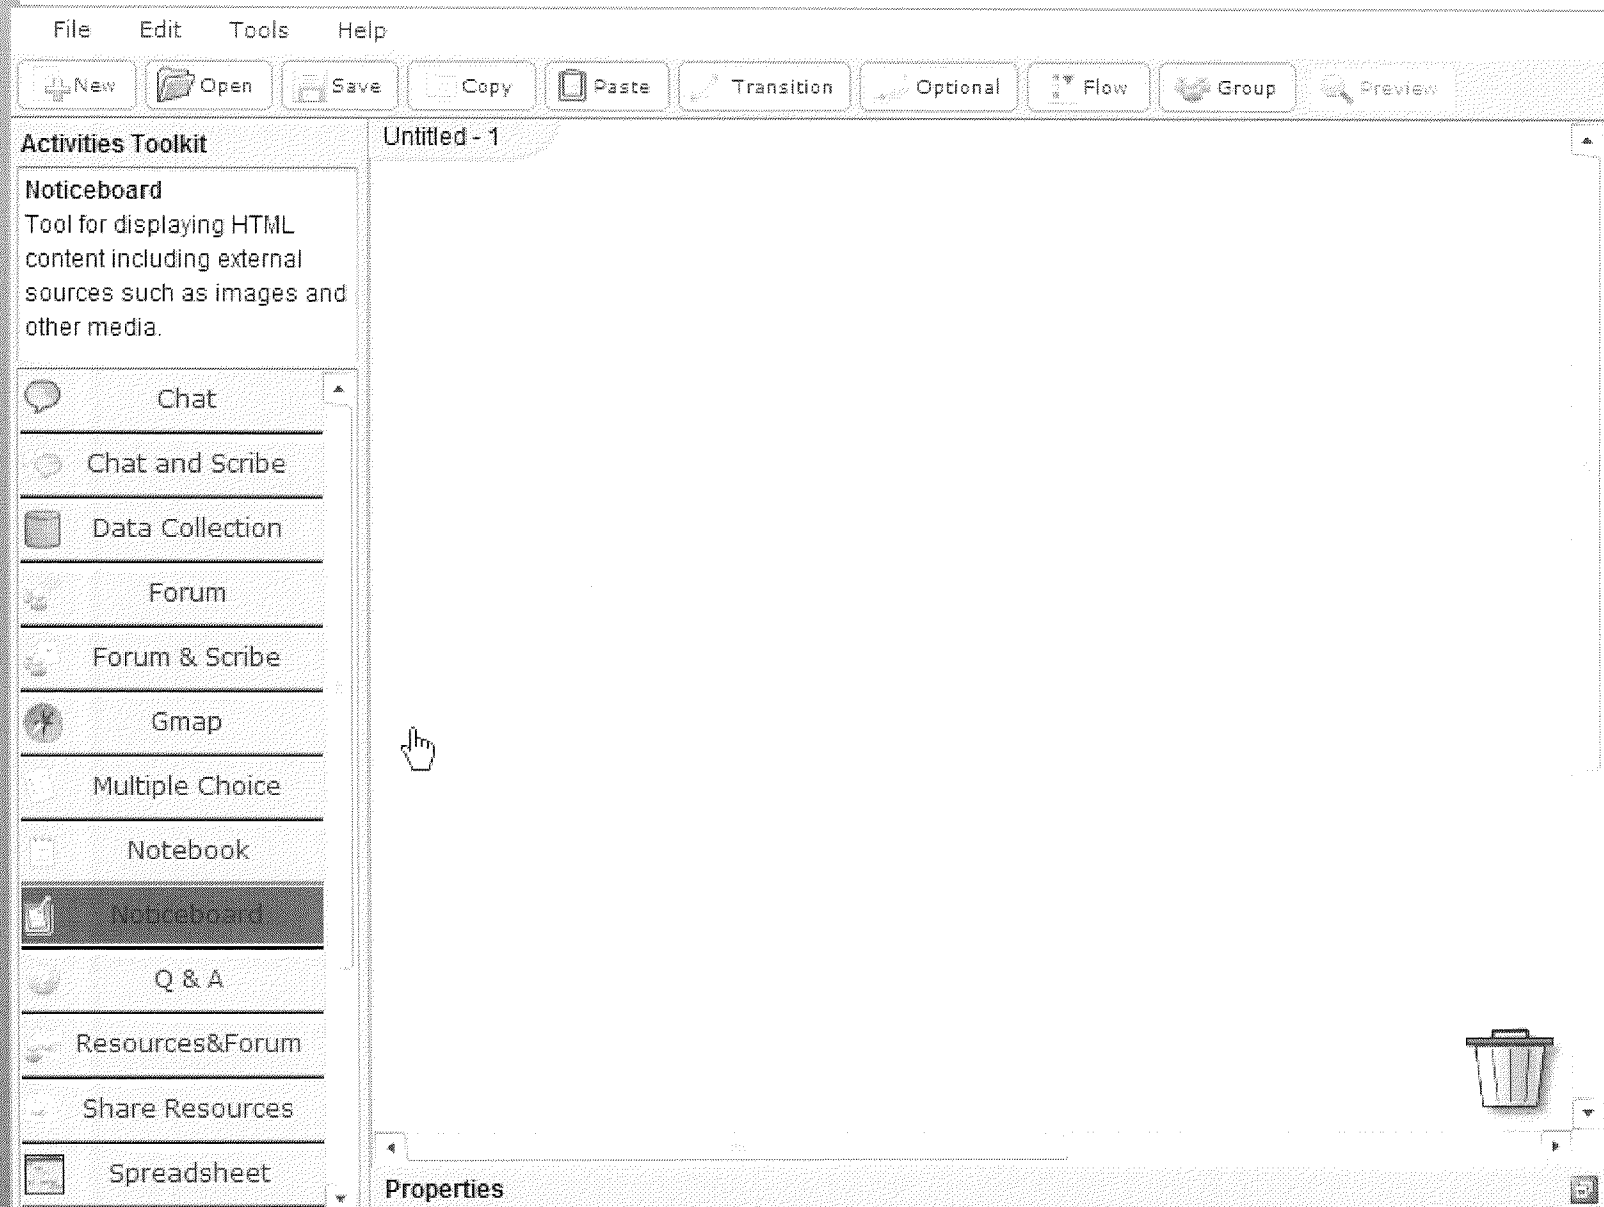 File Edit Tools Help
New Open Save Copy Paste Transition Optional Flow Group Preview
Activities Toolkit
Untitled - 1
Noticeboard
Tool for displaying HTML
content including external
sources such as images and
other media.
Chat
Chat and Scribe
Data Collection
Forum
Forum & Scribe
Gmap
Multiple Choice
Notebook
Noticeboard
Q & A
Resources&Forum
Share Resources
Spreadsheet
Properties